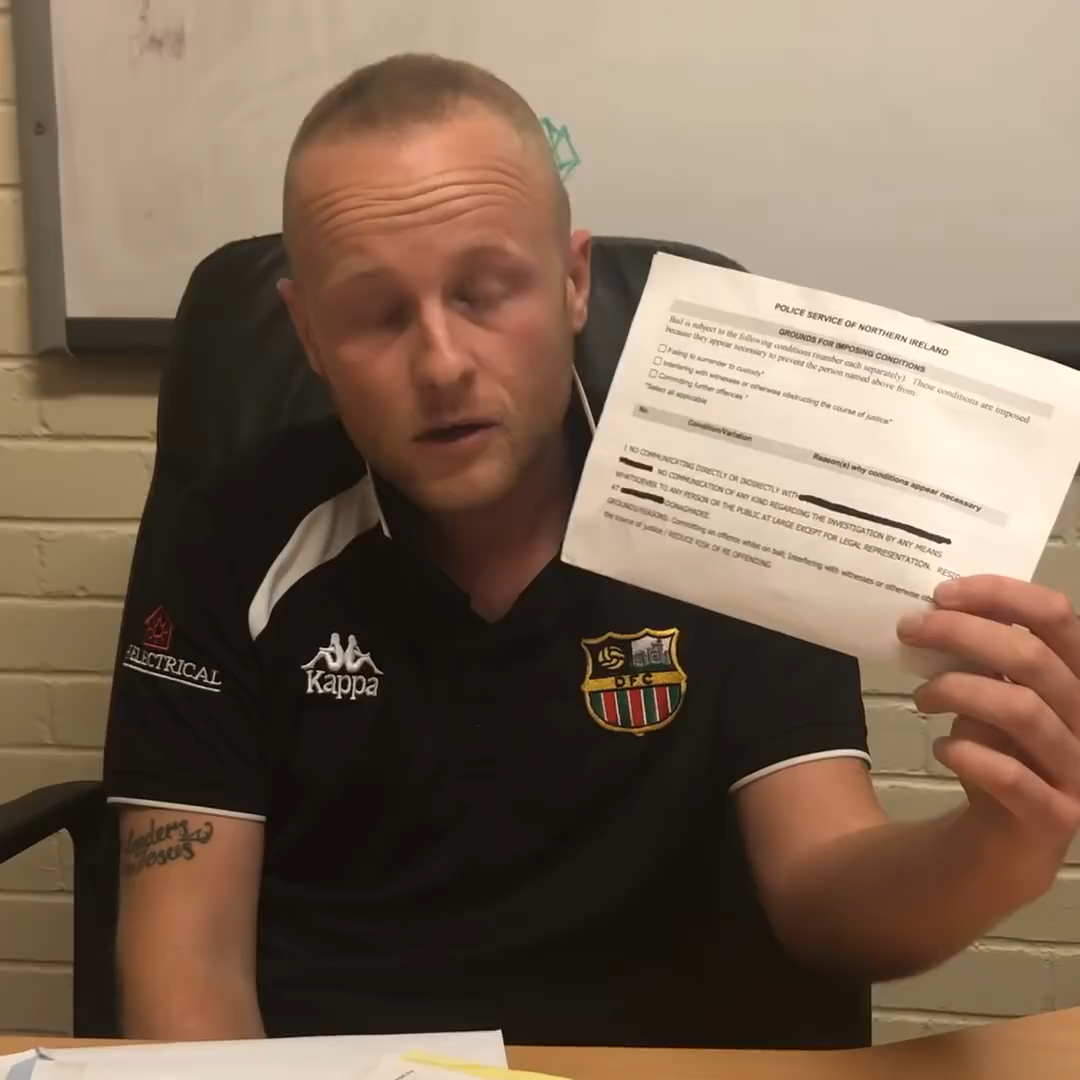 POLICE SERVICE OF NORTHERN IRELAND
GROUNDS FOR IMPOSING CONDITIONS
Bail is subject to the following conditions (number each separately). These conditions are imposed
because they appear necessary to prevent the person named above from:
Failing to surrender to custody*
Interfering with witnesses or otherwise obstructing the course of justice*
Committing further offences *
*Select all applicable
No. Condition/Variation Reason(s) why conditions appear necessary
1 NO COMMUNICATING DIRECTLY OR INDIRECTLY WITH
NO COMMUNICATION OF ANY KIND REGARDING THE INVESTIGATION BY ANY MEANS
WHATSOEVER TO ANY PERSON OR THE PUBLIC AT LARGE EXCEPT FOR LEGAL REPRESENTATION.
AT DONAGHADEE.
GROUNDS/REASONS: Committing an offence whilst on bail; Interfering with witnesses or otherwise
the course of justice / REDUCE RISK OF RE OFFENDING
ELECTRICAL
Kappa
DFC